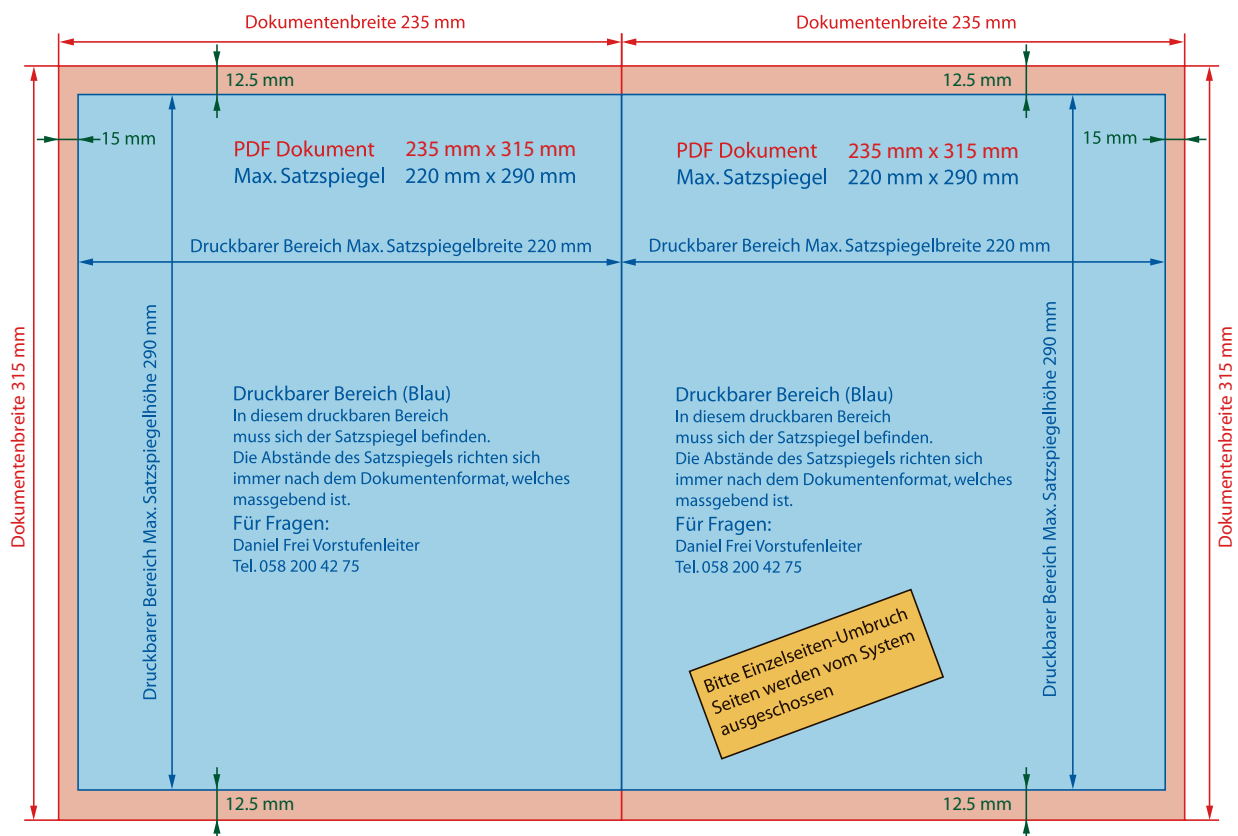 Dokumentenbreite 235 mm
Dokumentenbreite 235 mm
12.5 mm
12.5 mm
15 mm
15 mm
PDF Dokument 235 mm x 315 mm
Max. Satzspiegel 220 mm x 290 mm
PDF Dokument 235 mm x 315 mm
Max. Satzspiegel 220 mm x 290 mm
Druckbarer Bereich Max. Satzspiegelbreite 220 mm
Druckbarer Bereich Max. Satzspiegelbreite 220 mm
Dokumentenbreite 315 mm
Druckbarer Bereich Max. Satzspiegelhöhe 290 mm
Druckbarer Bereich (Blau)
In diesem druckbaren Bereich
muss sich der Satzspiegel befinden.
Die Abstände des Satzspiegels richten sich
immer nach dem Dokumentenformat, welches
massgebend ist.
Für Fragen:
Daniel Frei Vorstufenleiter
Tel. 058 200 42 75
Druckbarer Bereich (Blau)
In diesem druckbaren Bereich
muss sich der Satzspiegel befinden.
Die Abstände des Satzspiegels richten sich
immer nach dem Dokumentenformat, welches
massgebend ist.
Für Fragen:
Daniel Frei Vorstufenleiter
Tel. 058 200 42 75
Druckbarer Bereich Max. Satzspiegelhöhe 290 mm
Dokumentenbreite 315 mm
Bitte Einzelseiten-Umbruch
Seiten werden vom System
ausgeschossen
12.5 mm
12.5 mm